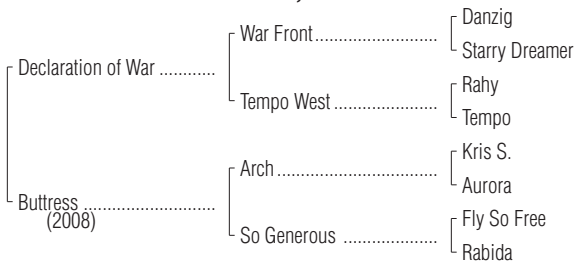 Danzig
War Front
Starry Dreamer
Declaration of War
Rahy
Tempo West
Tempo
Kris S.
Arch
Aurora
Buttress
(2008)
Fly So Free
So Generous
Rabida